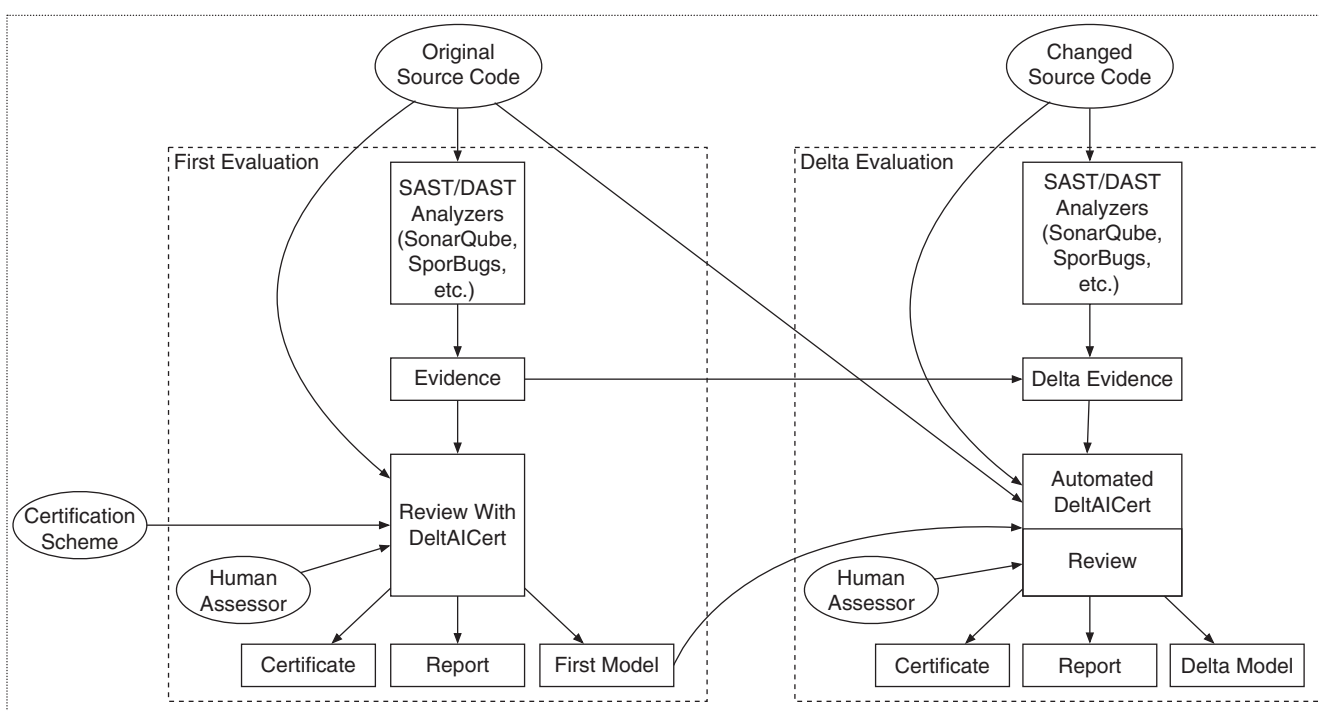 Original
Source Code
Changed
Source Code
First Evaluation
Delta Evaluation
SAST/DAST
Analyzers
(SonarQube,
SporBugs,
etc.)
SAST/DAST
Analyzers
(SonarQube,
SporBugs,
etc.)
Evidence
Delta Evidence
Certification
Scheme
Review With
DeltAICert
Automated
DeltAICert
Review
Human
Assessor
Human
Assessor
Certificate
Report
First Model
Certificate
Report
Delta Model